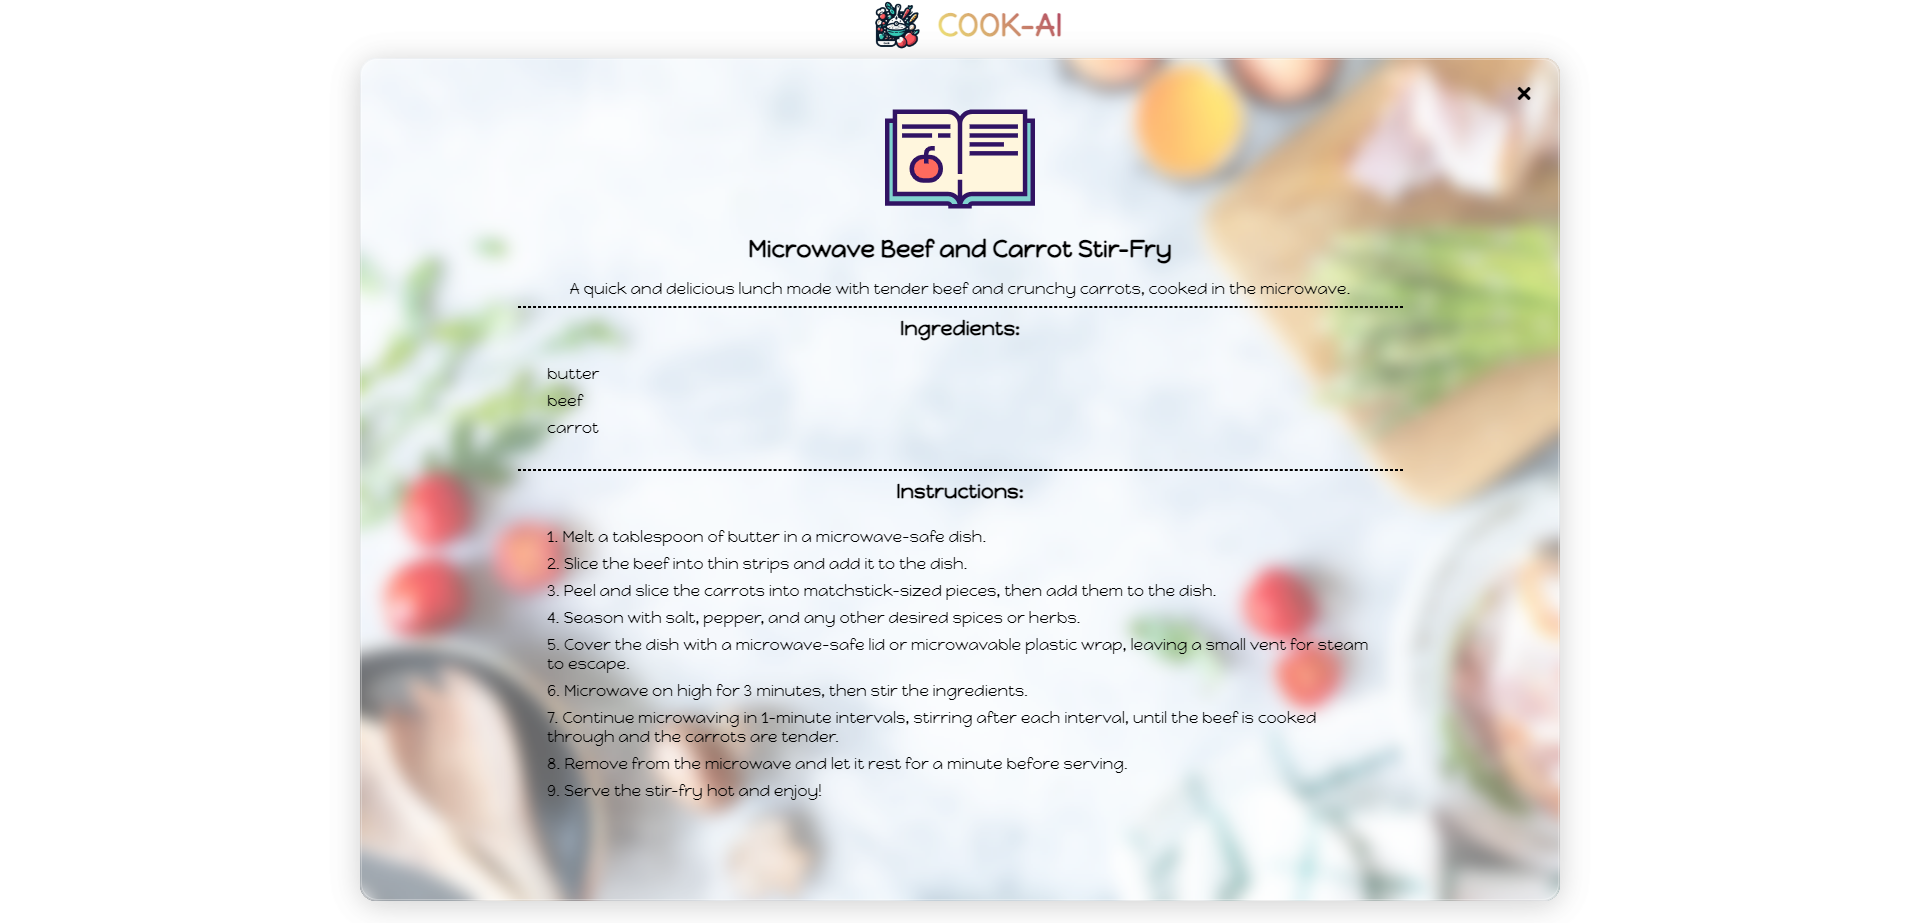 COOK-AI
Microwave Beef and Carrot Stir-Fry
A quick and delicious lunch made with tender beef and crunchy carrots, cooked in the microwave.
Ingredients:
butter
beef
carrot
Instructions:
1. Melt a tablespoon of butter in a microwave-safe dish.
2. Slice the beef into thin strips and add it to the dish.
3. Peel and slice the carrots into matchstick-sized pieces, then add them to the dish.
4. Season with salt, pepper, and any other desired spices or herbs.
5. Cover the dish with a microwave-safe lid or microwavable plastic wrap, leaving a small vent for steam
to escape.
6. Microwave on high for 3 minutes, then stir the ingredients.
7. Continue microwaving in 1-minute intervals, stirring after each interval, until the beef is cooked
through and the carrots are tender.
8. Remove from the microwave and let it rest for a minute before serving.
9. Serve the stir-fry hot and enjoy!